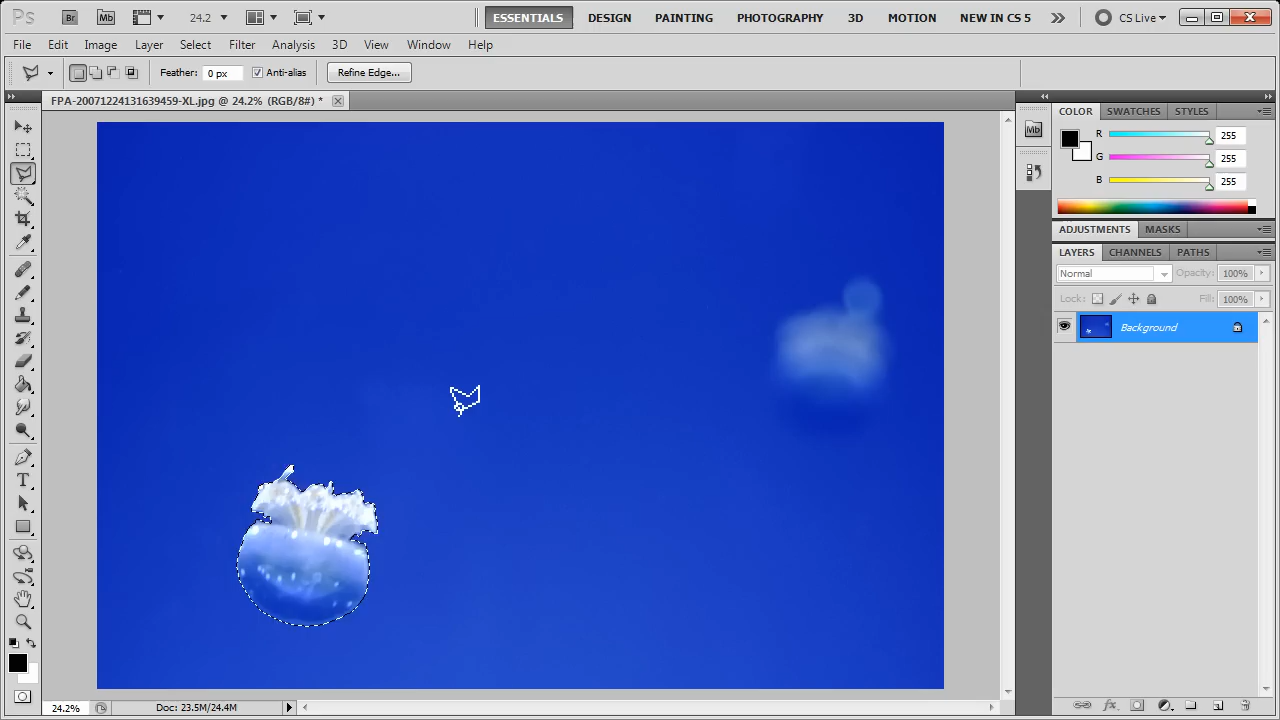 Ps Br Mb 24.2 ESSENTIALS DESIGN PAINTING PHOTOGRAPHY 3D MOTION NEW IN CS 5 CS Live
File Edit Image Layer Select Filter Analysis 3D View Window Help
Feather: 0 px Anti-alias Refine Edge...
FPA-20071224131639459-XL.jpg @ 24.2% (RGB/8#) *
COLOR SWATCHES STYLES
Mb
R 255
G 255
B 255
ADJUSTMENTS MASKS
LAYERS CHANNELS PATHS
Normal Opacity: 100%
Lock: Fill: 100%
Background
T
fx
24.2% Doc: 23.5M/24.4M